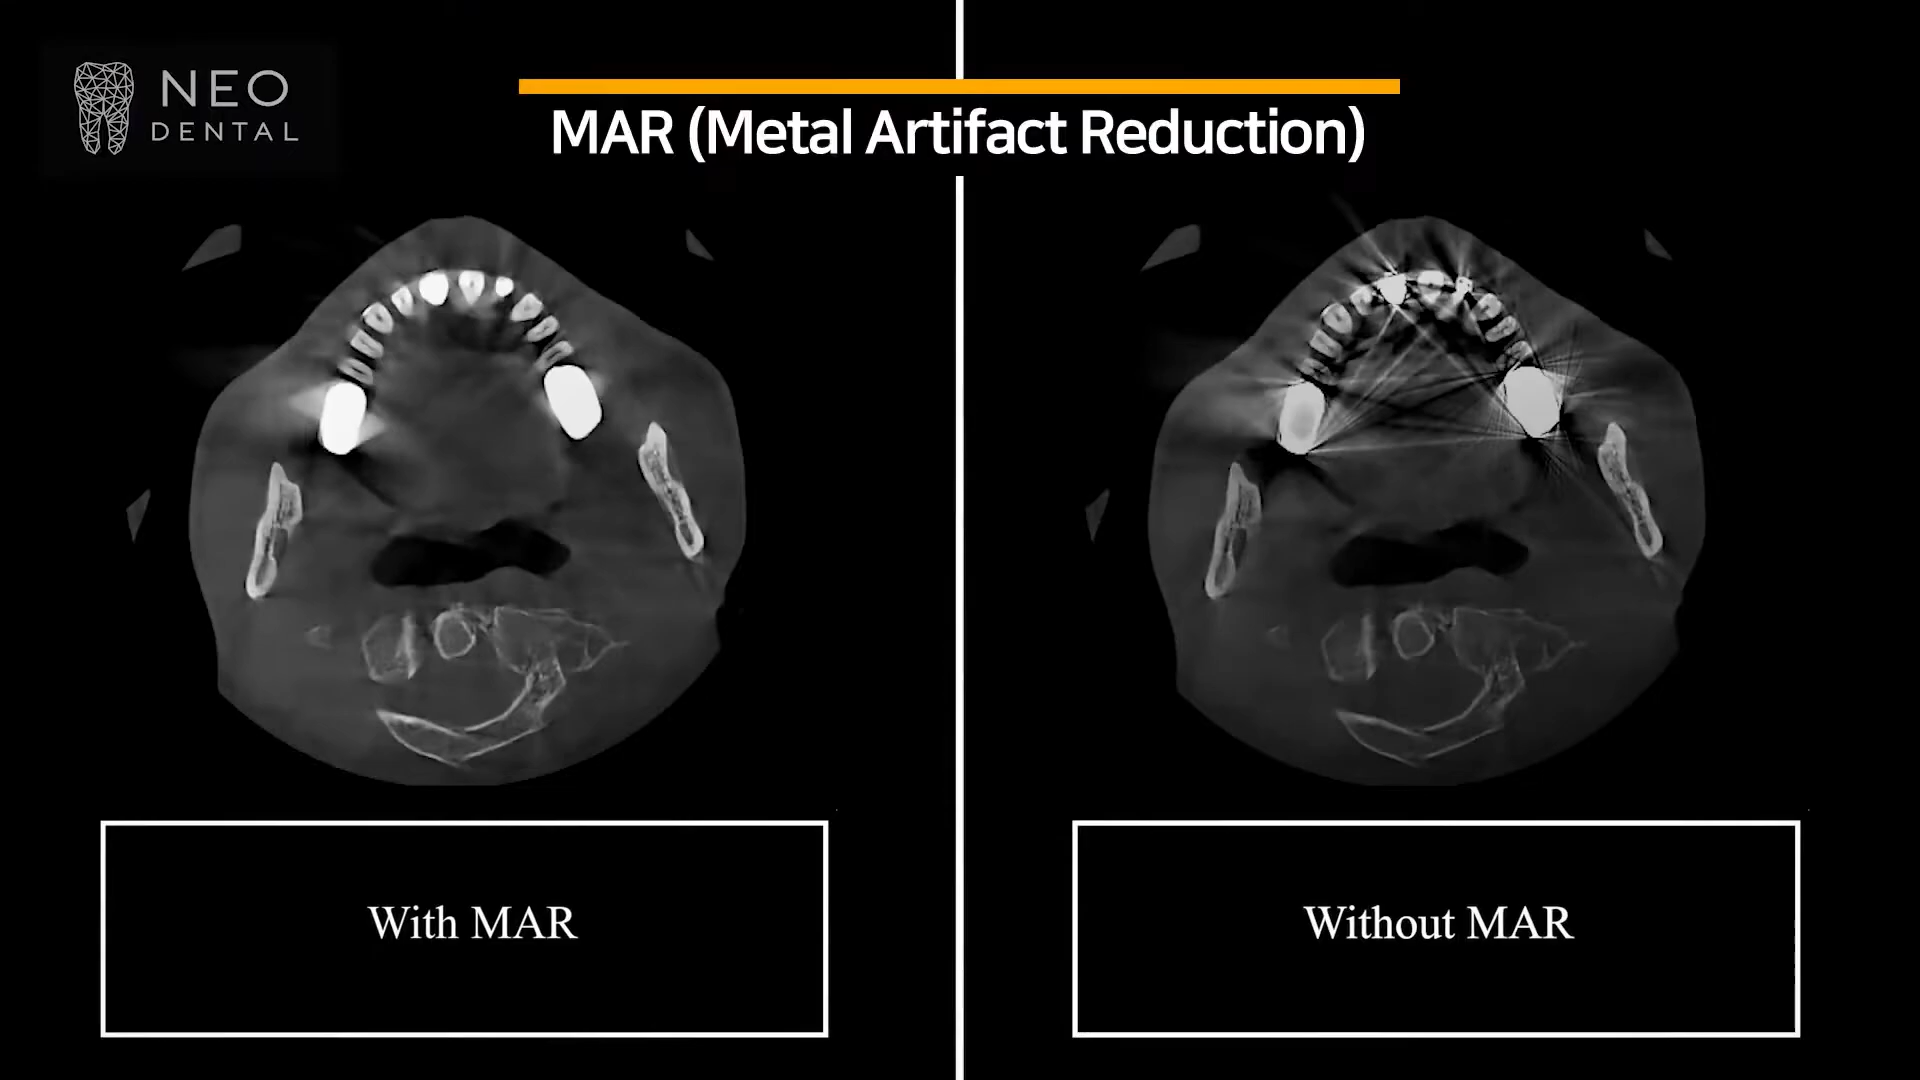 NEO
DENTAL
MAR (Metal Artifact Reduction)
With MAR
Without MAR